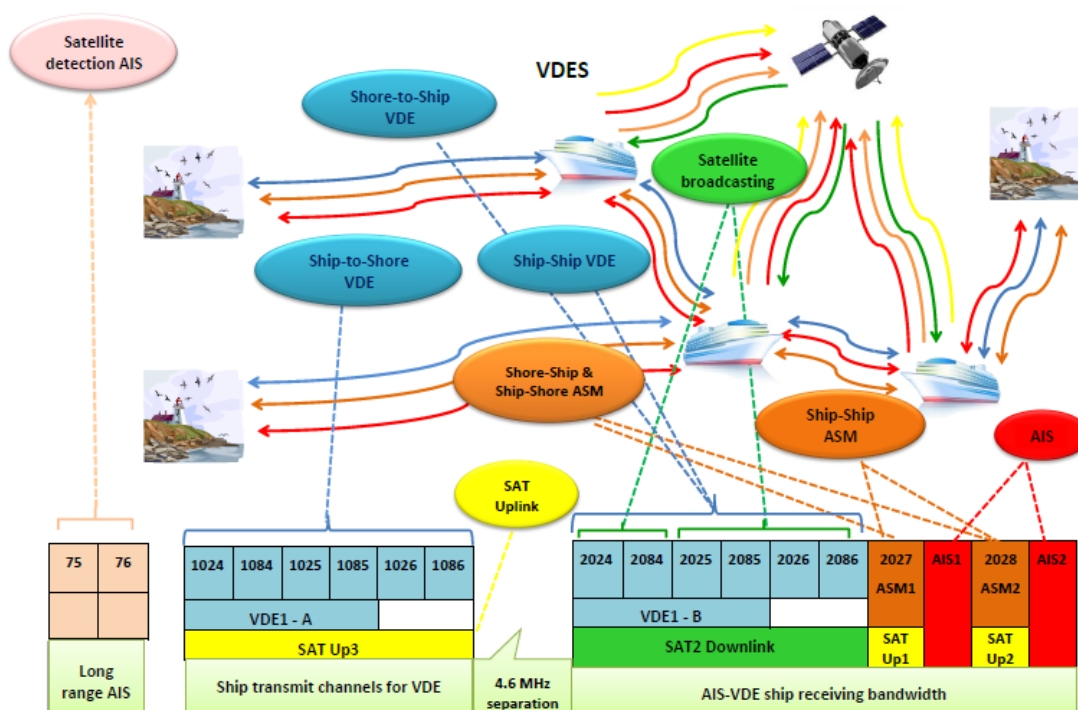 Satellite
detection AIS
VDES
Shore-to-Ship
VDE
Satellite
broadcasting
Ship-to-Shore
VDE
Ship-Ship VDE
Shore-Ship &
Ship-Shore ASM
Ship-Ship
ASM
AIS
SAT
Uplink
75 76
1024 1084 1025 1085 1026 1086
2024 2084 2025 2085 2026 2086 2027 AIS1 2028 AIS2
ASM1 ASM2
VDE1 - A
VDE1 - B
SAT Up3
SAT2 Downlink
SAT
Up1
SAT
Up2
Long
range AIS
Ship transmit channels for VDE
4.6 MHz
separation
AIS-VDE ship receiving bandwidth